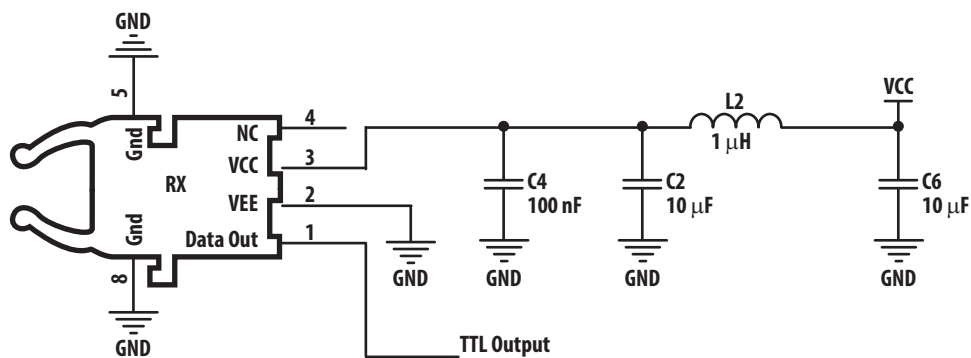 GND
5
Gnd
NC
4
VCC
3
RX
VEE
2
Data Out
1
Gnd
8
GND
GND
TTL Output
C4
100 nF
GND
C2
10 µF
GND
L2
1 µH
VCC
C6
10 µF
GND